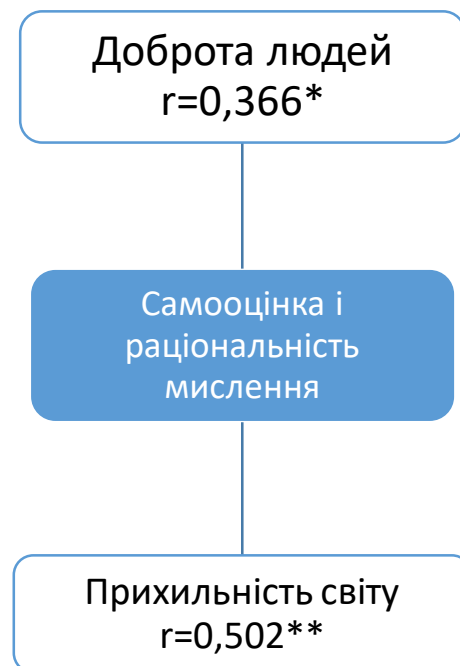 Доброта людей
r=0,366*
Самооцінка і
раціональність
мислення
Прихильність світу
r=0,502**